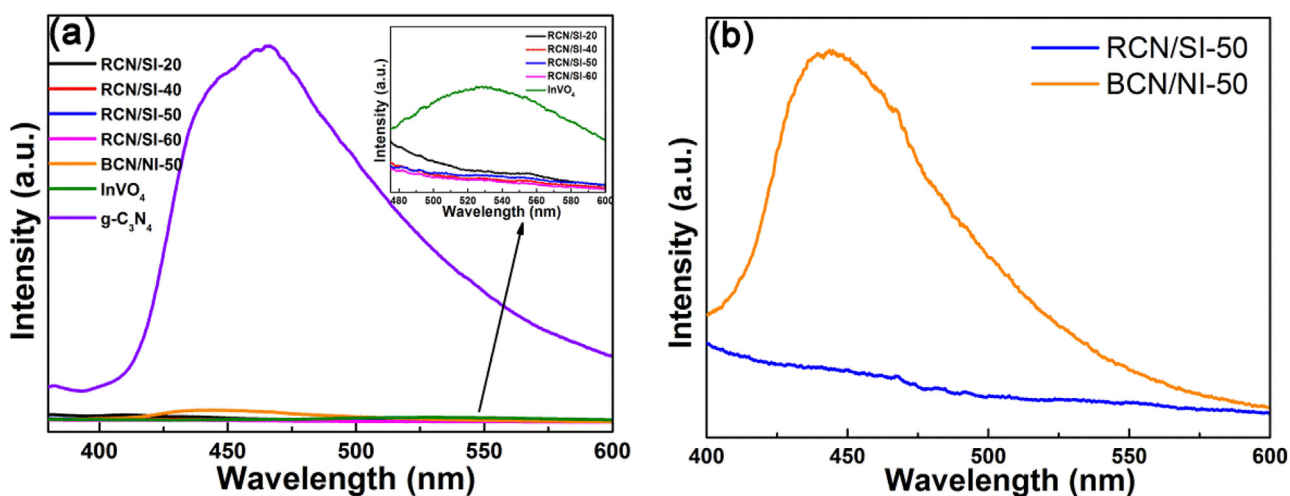 (a)
RCN/SI-20
RCN/SI-40
RCN/SI-50
RCN/SI-60
BCN/NI-50
InVO₄
g-C₃N₄
Intensity (a.u.)
400 450 500 550 600
Wavelength (nm)
RCN/SI-20
RCN/SI-40
RCN/SI-50
RCN/SI-60
InVO₄
Intensity (a.u.)
480 500 520 540 560 580 600
Wavelength (nm)
(b)
RCN/SI-50
BCN/NI-50
Intensity (a.u.)
400 450 500 550 600
Wavelength (nm)